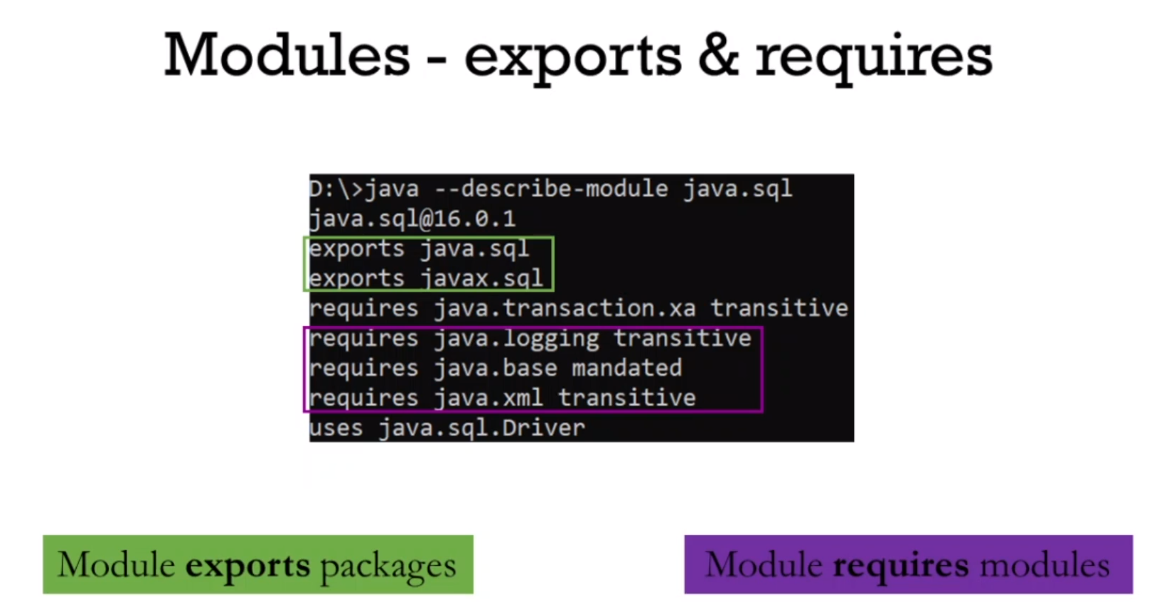 Modules - exports & requires
D:\>java --describe-module java.sql
java.sql@16.0.1
exports java.sql
exports javax.sql
requires java.transaction.xa transitive
requires java.logging transitive
requires java.base mandated
requires java.xml transitive
uses java.sql.Driver
Module exports packages
Module requires modules